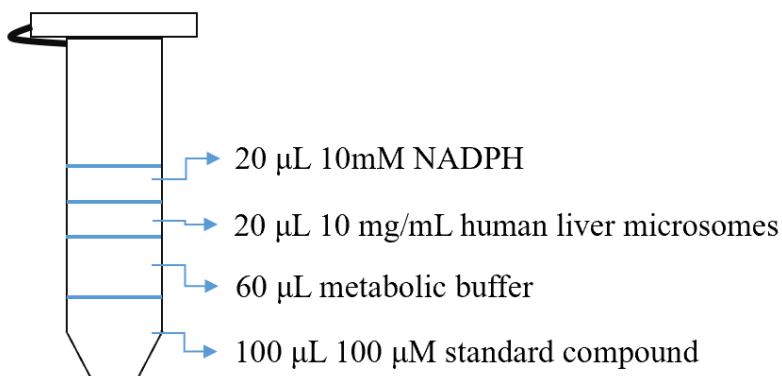 20 μL 10mM NADPH
20 μL 10 mg/mL human liver microsomes
60 μL metabolic buffer
100 μL 100 μM standard compound